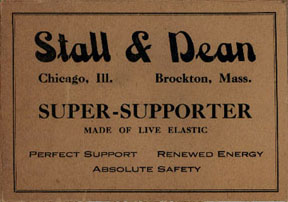 Stall & Dean
Chicago, Ill. Brockton, Mass.
SUPER-SUPPORTER
MADE OF LIVE ELASTIC
PERFECT SUPPORT RENEWED ENERGY
ABSOLUTE SAFETY